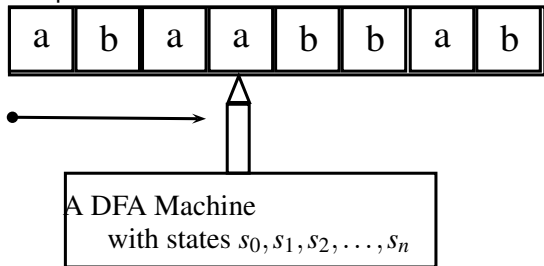 a b a a b b a b
A DFA Machine
with states s₀, s₁, s₂, . . . , sₙ